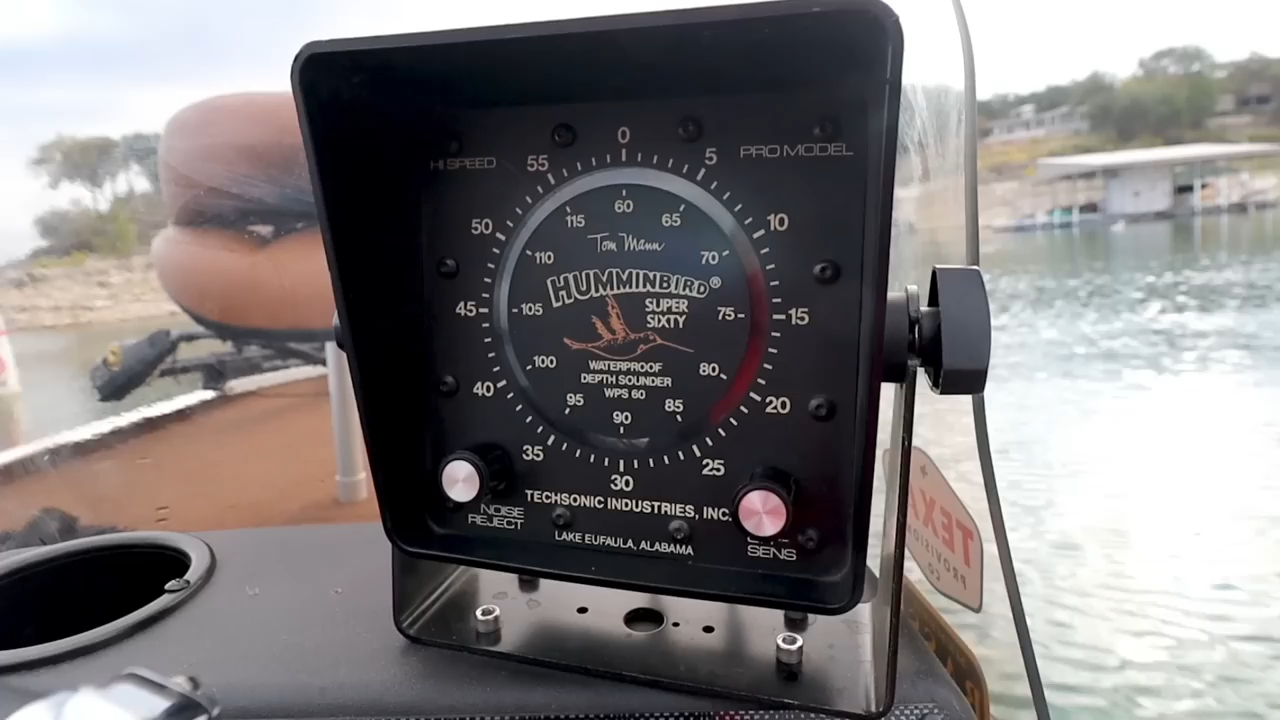 HI SPEED
PRO MODEL
0
5
10
15
20
25
30
35
40
45
50
55
60
65
70
75
80
85
90
95
100
105
110
115
Tom Mann
HUMMINBIRD®
SUPER
SIXTY
WATERPROOF
DEPTH SOUNDER
WPS 60
TECHSONIC INDUSTRIES, INC.
LAKE EUFAULA, ALABAMA
NOISE
REJECT
SENS
TEXA
PROVISION
CO